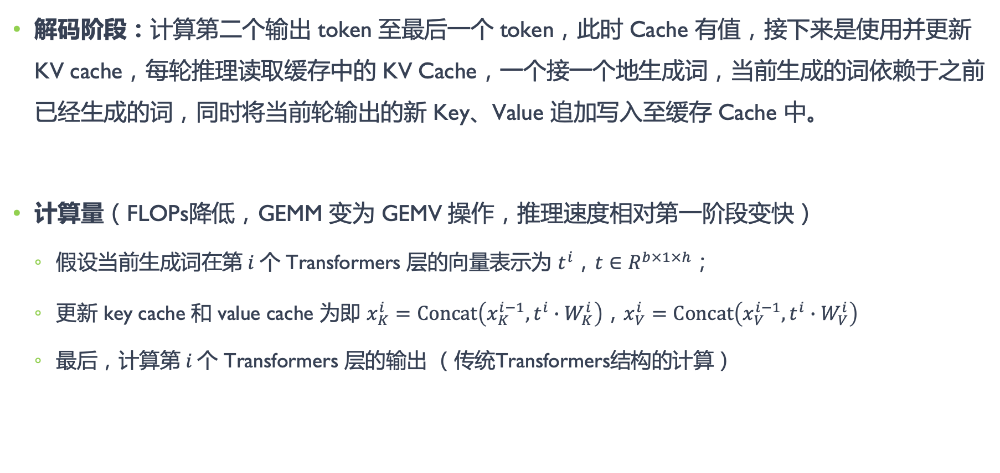 • 解码阶段：计算第二个输出 token 至最后一个 token，此时 Cache 有值，接下来是使用并更新
KV cache，每轮推理读取缓存中的 KV Cache，一个接一个地生成词，当前生成的词依赖于之前
已经生成的词，同时将当前轮输出的新 Key、Value 追加写入至缓存 Cache 中。
• 计算量（FLOPs降低，GEMM 变为 GEMV 操作，推理速度相对第一阶段变快）
◦ 假设当前生成词在第 $i$ 个 Transformers 层的向量表示为 $t^i$，$t \in R^{b \times 1 \times h}$；
◦ 更新 key cache 和 value cache 为即 $x_K^i = \text{Concat}(x_K^{i-1}, t^i \cdot W_K^i)$，$x_V^i = \text{Concat}(x_V^{i-1}, t^i \cdot W_V^i)$
◦ 最后，计算第 $i$ 个 Transformers 层的输出 （传统Transformers结构的计算）